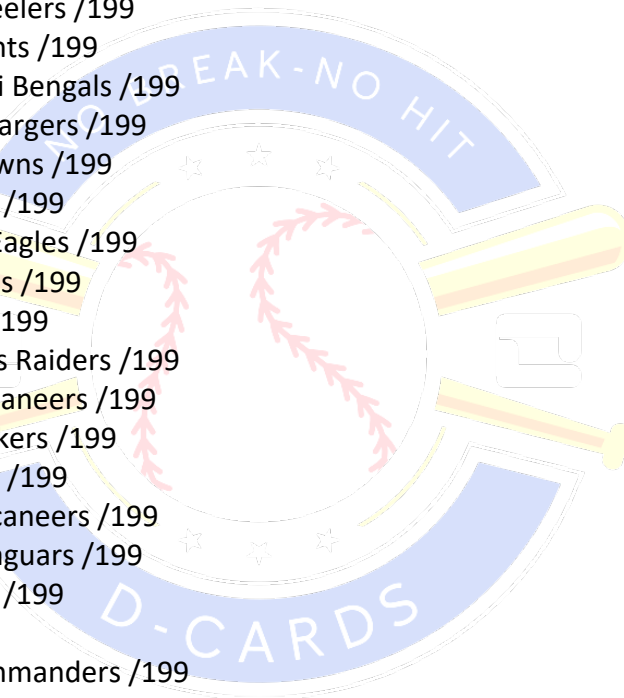 eelers /199
nts /199
i Bengals /199
argers /199
wns /199
/199
Eagles /199
s /199
/199
s Raiders /199
aneers /199
kers /199
/199
caneers /199
aguars /199
/199
mmanders /199
NO BREAK-NO HIT
D-CARDS